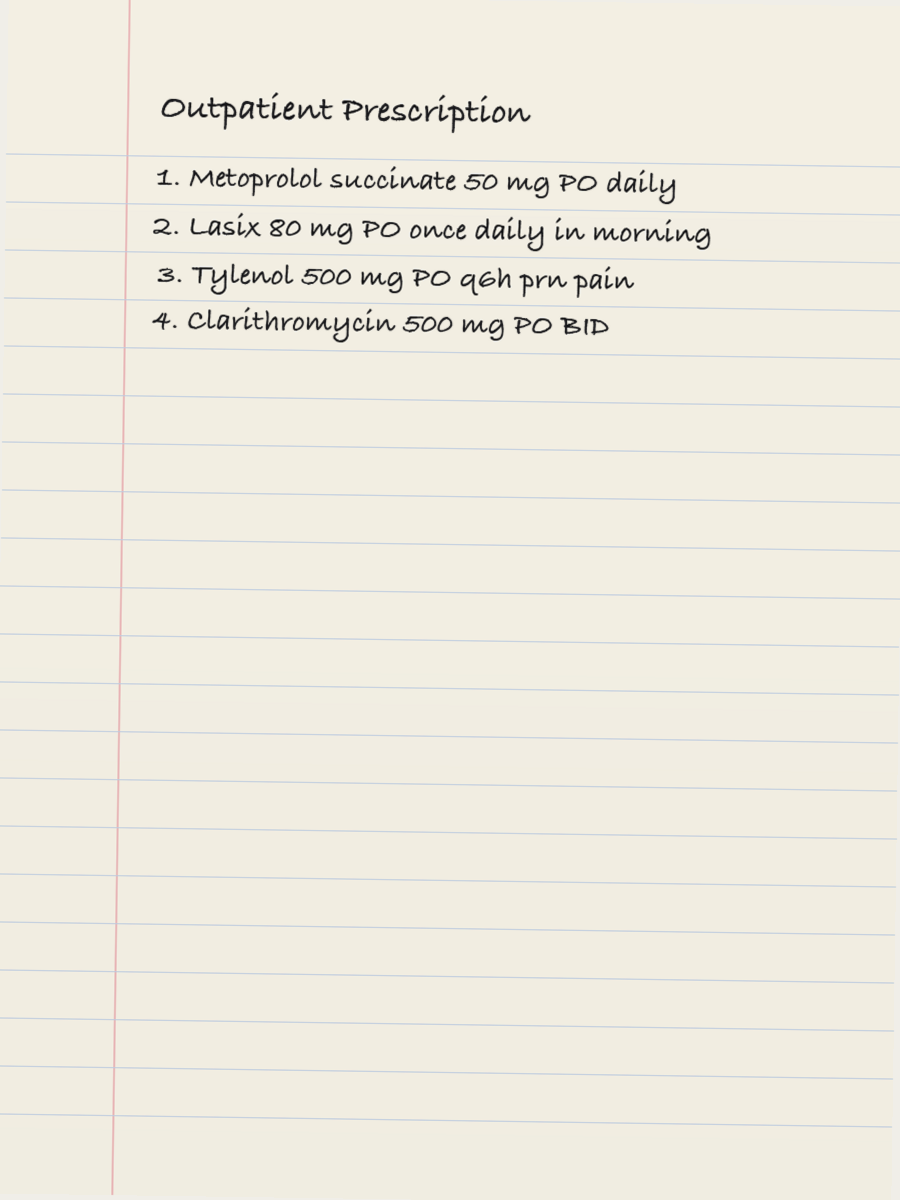 Outpatient Prescription
1. Metoprolol succinate 50 mg PO daily
2. Lasix 80 mg PO once daily in morning
3. Tylenol 500 mg PO q6h prn pain
4. Clarithromycin 500 mg PO BID